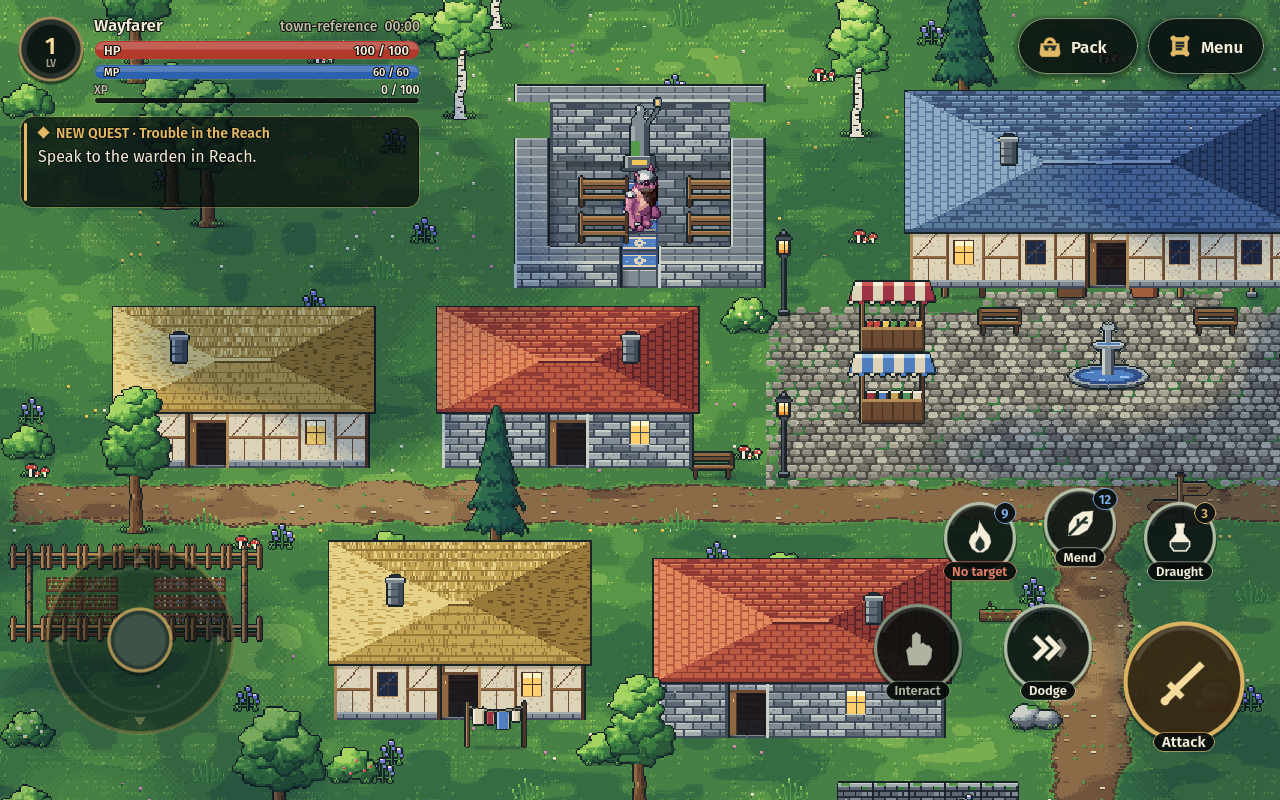 Wayfarer
town-reference 00:00
1
LV
HP 100 / 100
MP 60 / 60
XP 0 / 100
NEW QUEST · Trouble in the Reach
Speak to the warden in Reach.
Pack
Menu
9
No target
12
Mend
3
Draught
Interact
Dodge
Attack